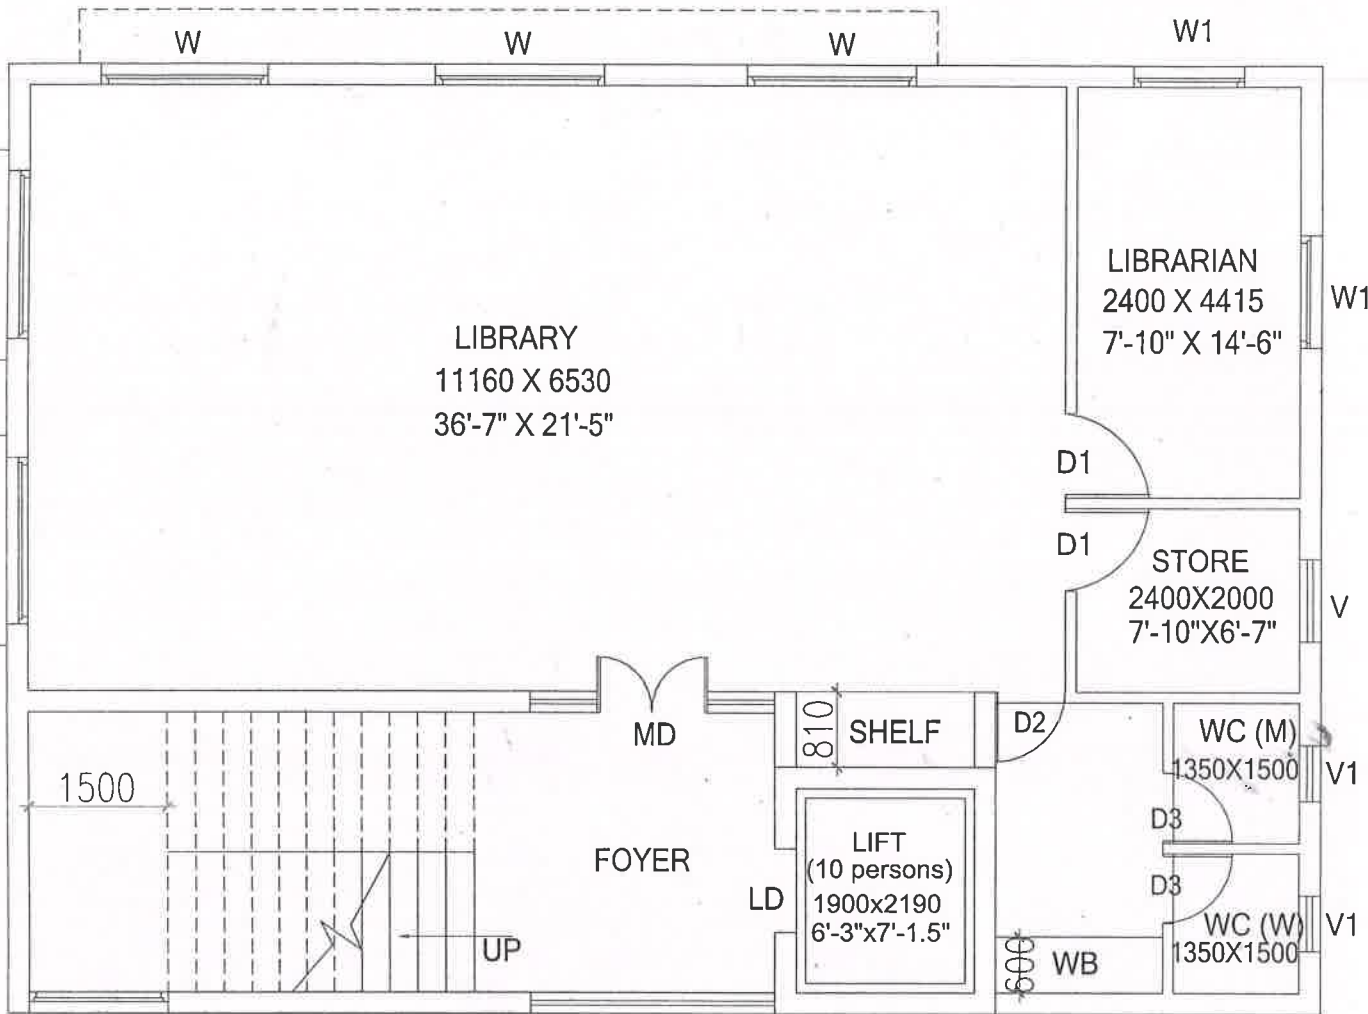 W
W
W
W1
LIBRARIAN
2400 X 4415
7'-10" X 14'-6"
W1
LIBRARY
11160 X 6530
36'-7" X 21'-5"
D1
D1
STORE
2400X2000
7'-10"X6'-7"
V
MD
810
SHELF
D2
WC (M)
1350X1500
V1
1500
D3
FOYER
LIFT
(10 persons)
1900x2190
6'-3"x7'-1.5"
LD
D3
WC (W)
1350X1500
V1
UP
600
WB